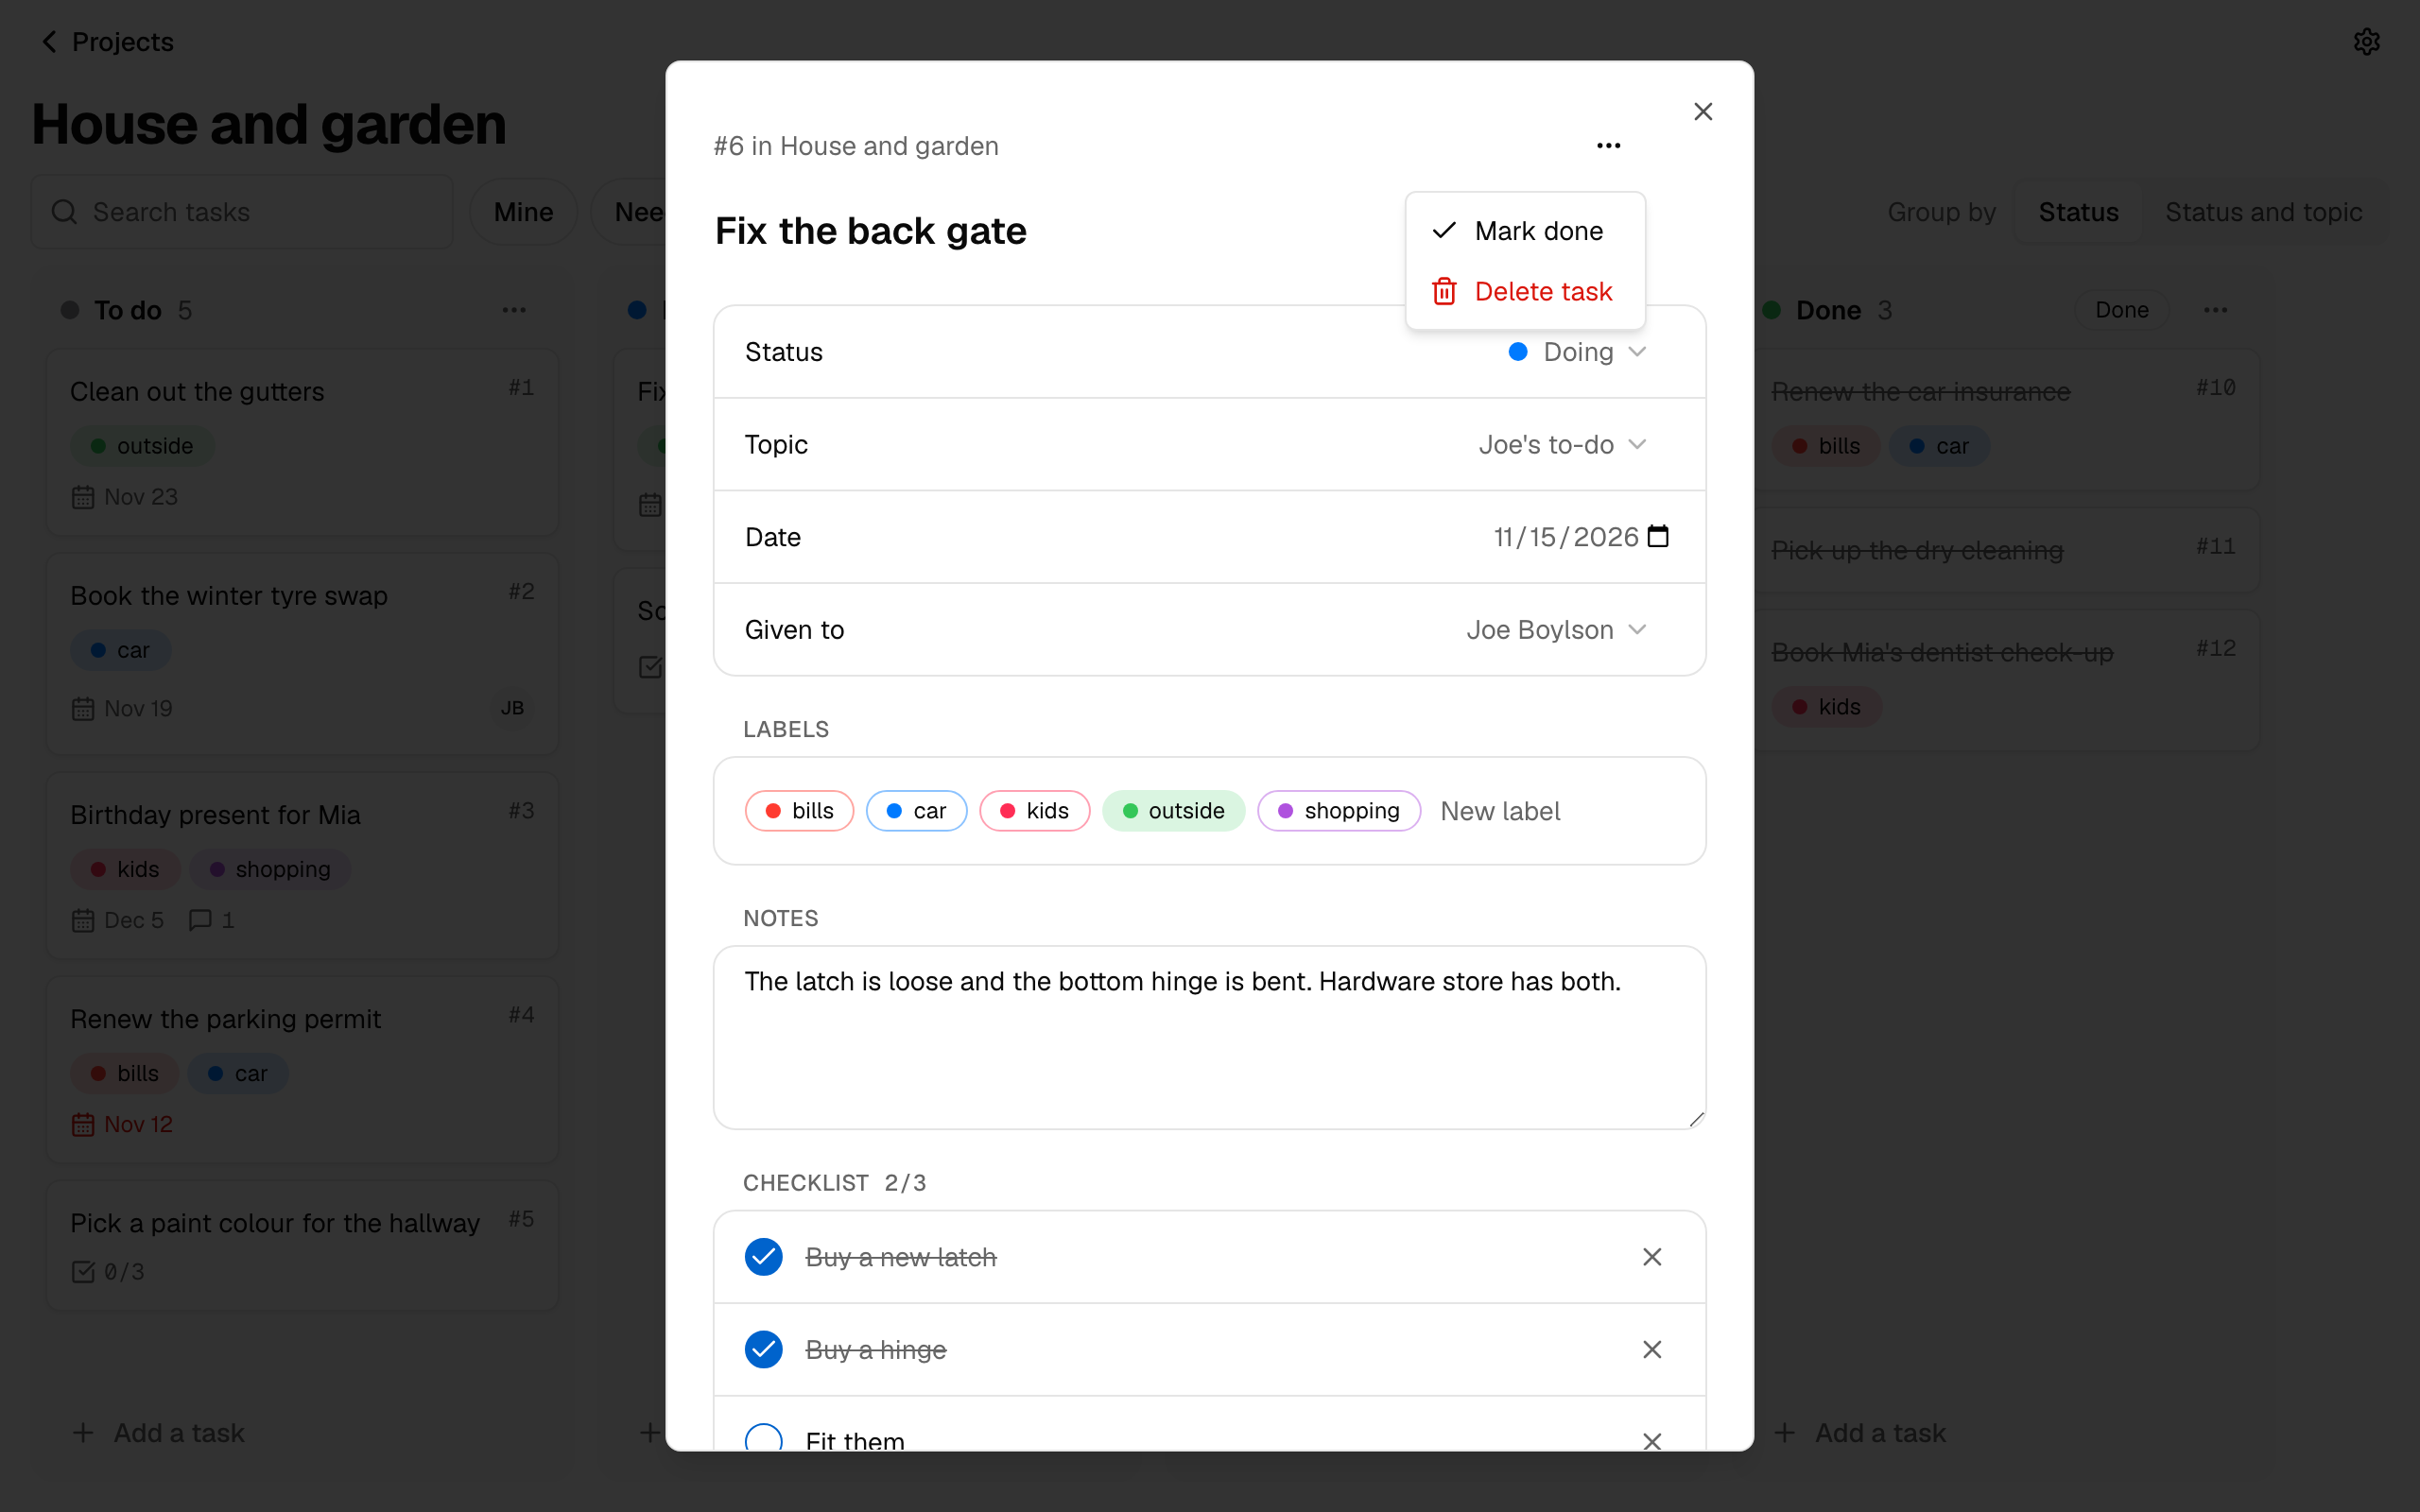 Projects
House and garden
Search tasks
Mine
Group by
Status
Status and topic
To do 5
Clean out the gutters #1
outside
Nov 23
Book the winter tyre swap #2
car
Nov 19
JB
Birthday present for Mia #3
kids shopping
Dec 5 1
Renew the parking permit #4
bills car
Nov 12
Pick a paint colour for the hallway #5
0/3
Add a task
#6 in House and garden
Fix the back gate
Mark done
Delete task
Status Doing
Topic Joe's to-do
Date 11/15/2026
Given to Joe Boylson
LABELS
bills car kids outside shopping New label
NOTES
The latch is loose and the bottom hinge is bent. Hardware store has both.
CHECKLIST 2/3
Buy a new latch
Buy a hinge
Fit them
Done 3 Done
Renew the car insurance #10
bills car
Pick up the dry cleaning #11
Book Mia's dentist check-up #12
kids
Add a task